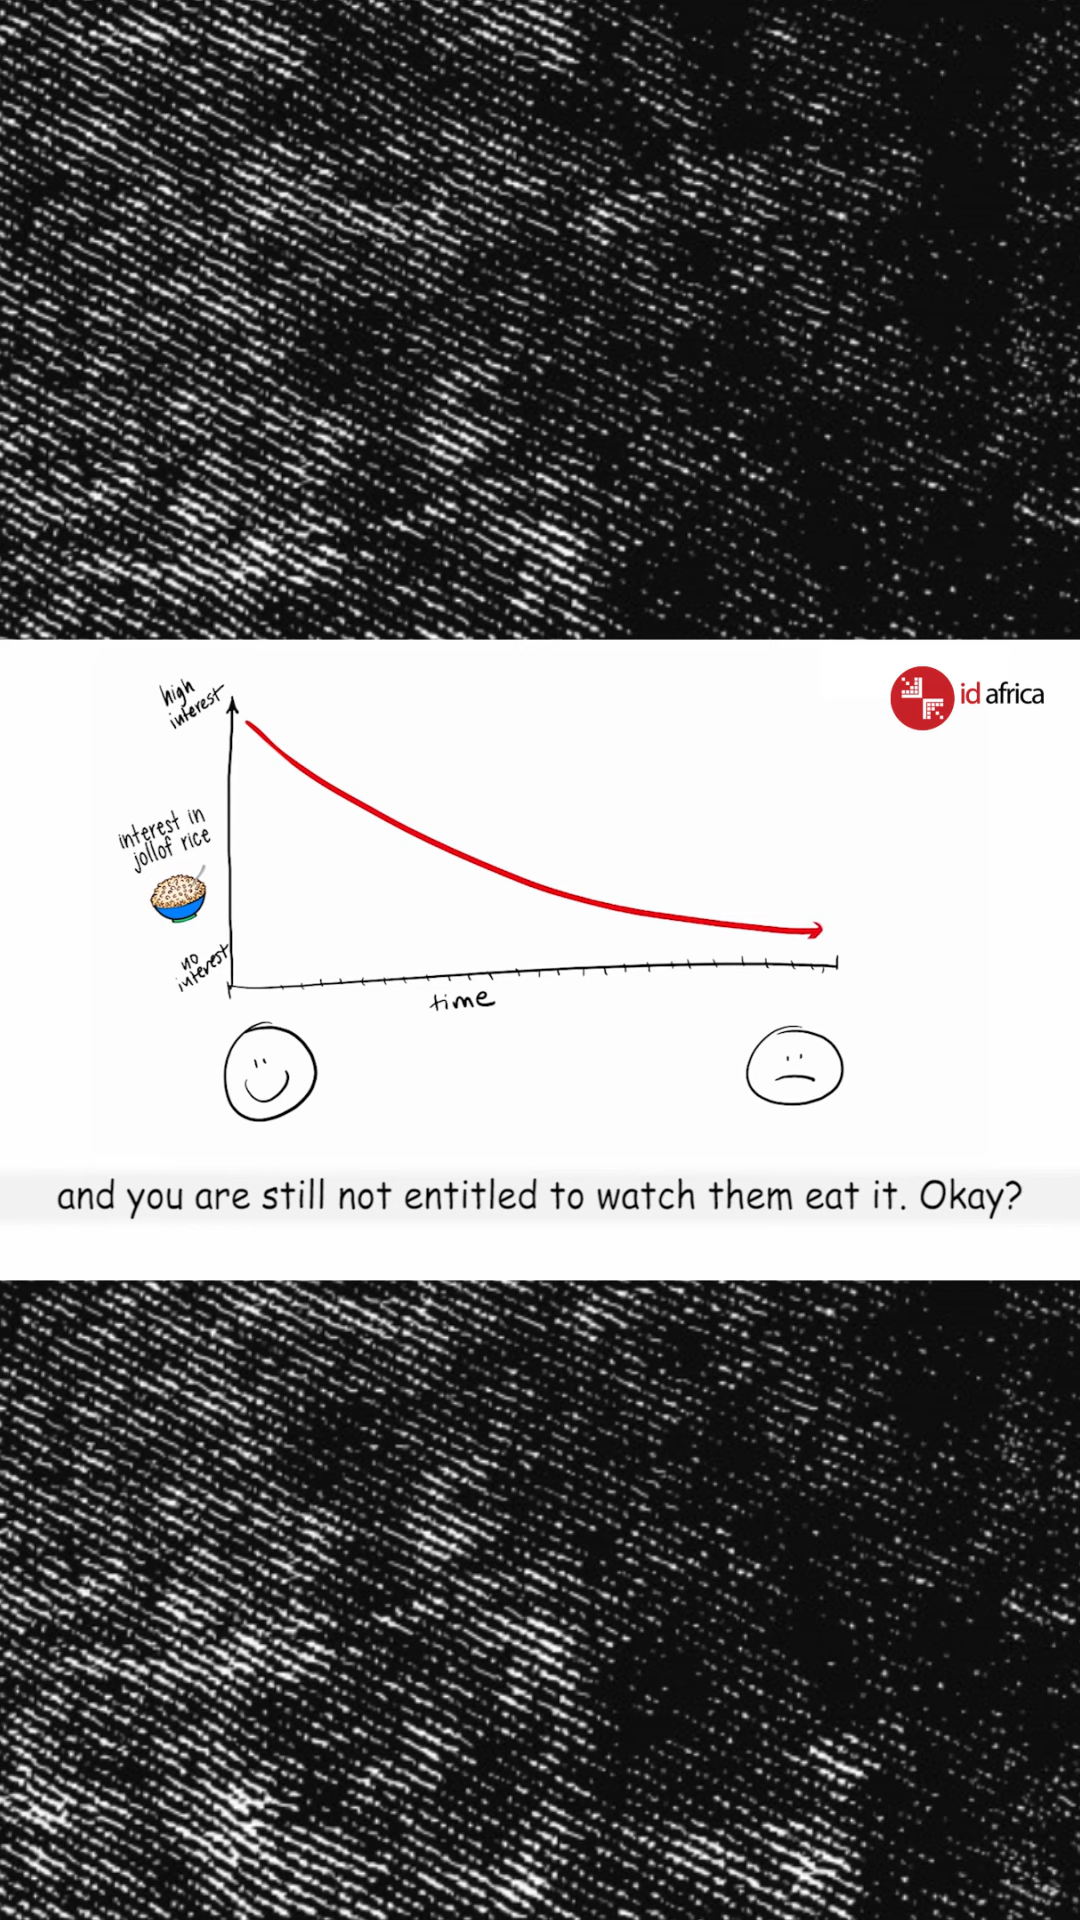 high
interest
id africa
interest in
jollof rice
no
interest
time
and you are still not entitled to watch them eat it. Okay?